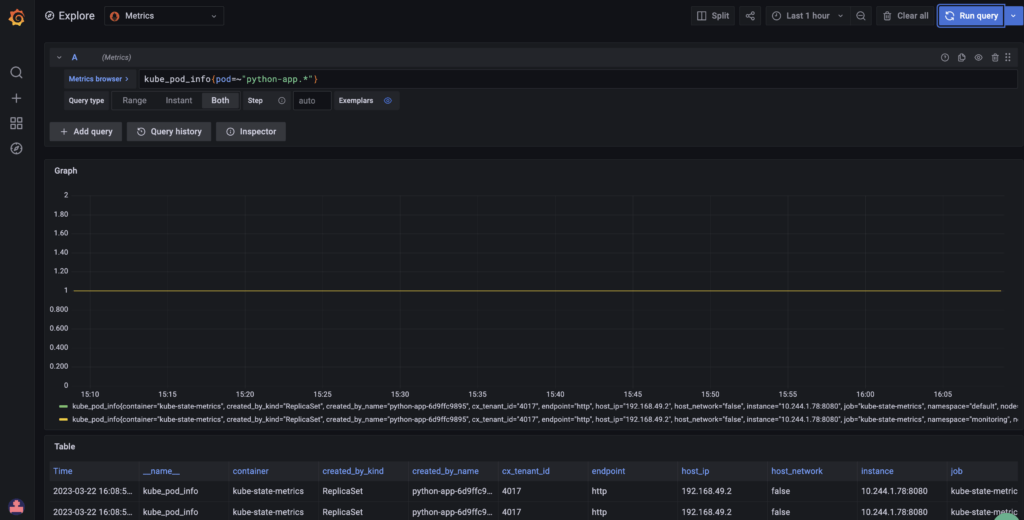 Explore Metrics Split Last 1 hour Clear all Run query
A (Metrics)
Metrics browser > kube_pod_info{pod=~"python-app.*"}
Query type Range Instant Both Step auto Exemplars
+ Add query Query history Inspector
Graph
2
1.80
1.60
1.40
1.20
1
0.800
0.600
0.400
0.200
0
15:10 15:15 15:20 15:25 15:30 15:35 15:40 15:45 15:50 15:55 16:00 16:05
kube_pod_info{container="kube-state-metrics", created_by_kind="ReplicaSet", created_by_name="python-app-6d9ffc9895", cx_tenant_id="4017", endpoint="http", host_ip="192.168.49.2", host_network="false", instance="10.244.1.78:8080", job="kube-state-metrics", namespace="default", node
kube_pod_info{container="kube-state-metrics", created_by_kind="ReplicaSet", created_by_name="python-app-6d9ffc9895", cx_tenant_id="4017", endpoint="http", host_ip="192.168.49.2", host_network="false", instance="10.244.1.78:8080", job="kube-state-metrics", namespace="monitoring", n
Table
Time __name__ container created_by_kind created_by_name cx_tenant_id endpoint host_ip host_network instance job
2023-03-22 16:08:5... kube_pod_info kube-state-metrics ReplicaSet python-app-6d9ffc9... 4017 http 192.168.49.2 false 10.244.1.78:8080 kube-state-metric
2023-03-22 16:08:5... kube_pod_info kube-state-metrics ReplicaSet python-app-6d9ffc9... 4017 http 192.168.49.2 false 10.244.1.78:8080 kube-state-metric